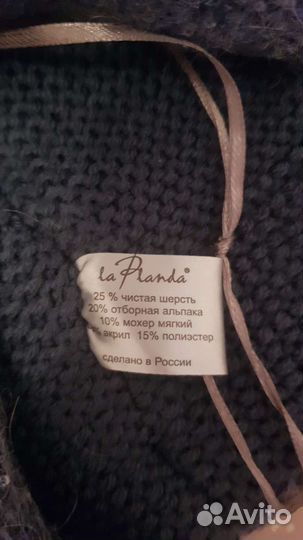 la Planda®
25 % чистая шерсть
20% отборная альпака
10% мохер мягкий
% акрил 15% полиэстер
сделано в России
Avito